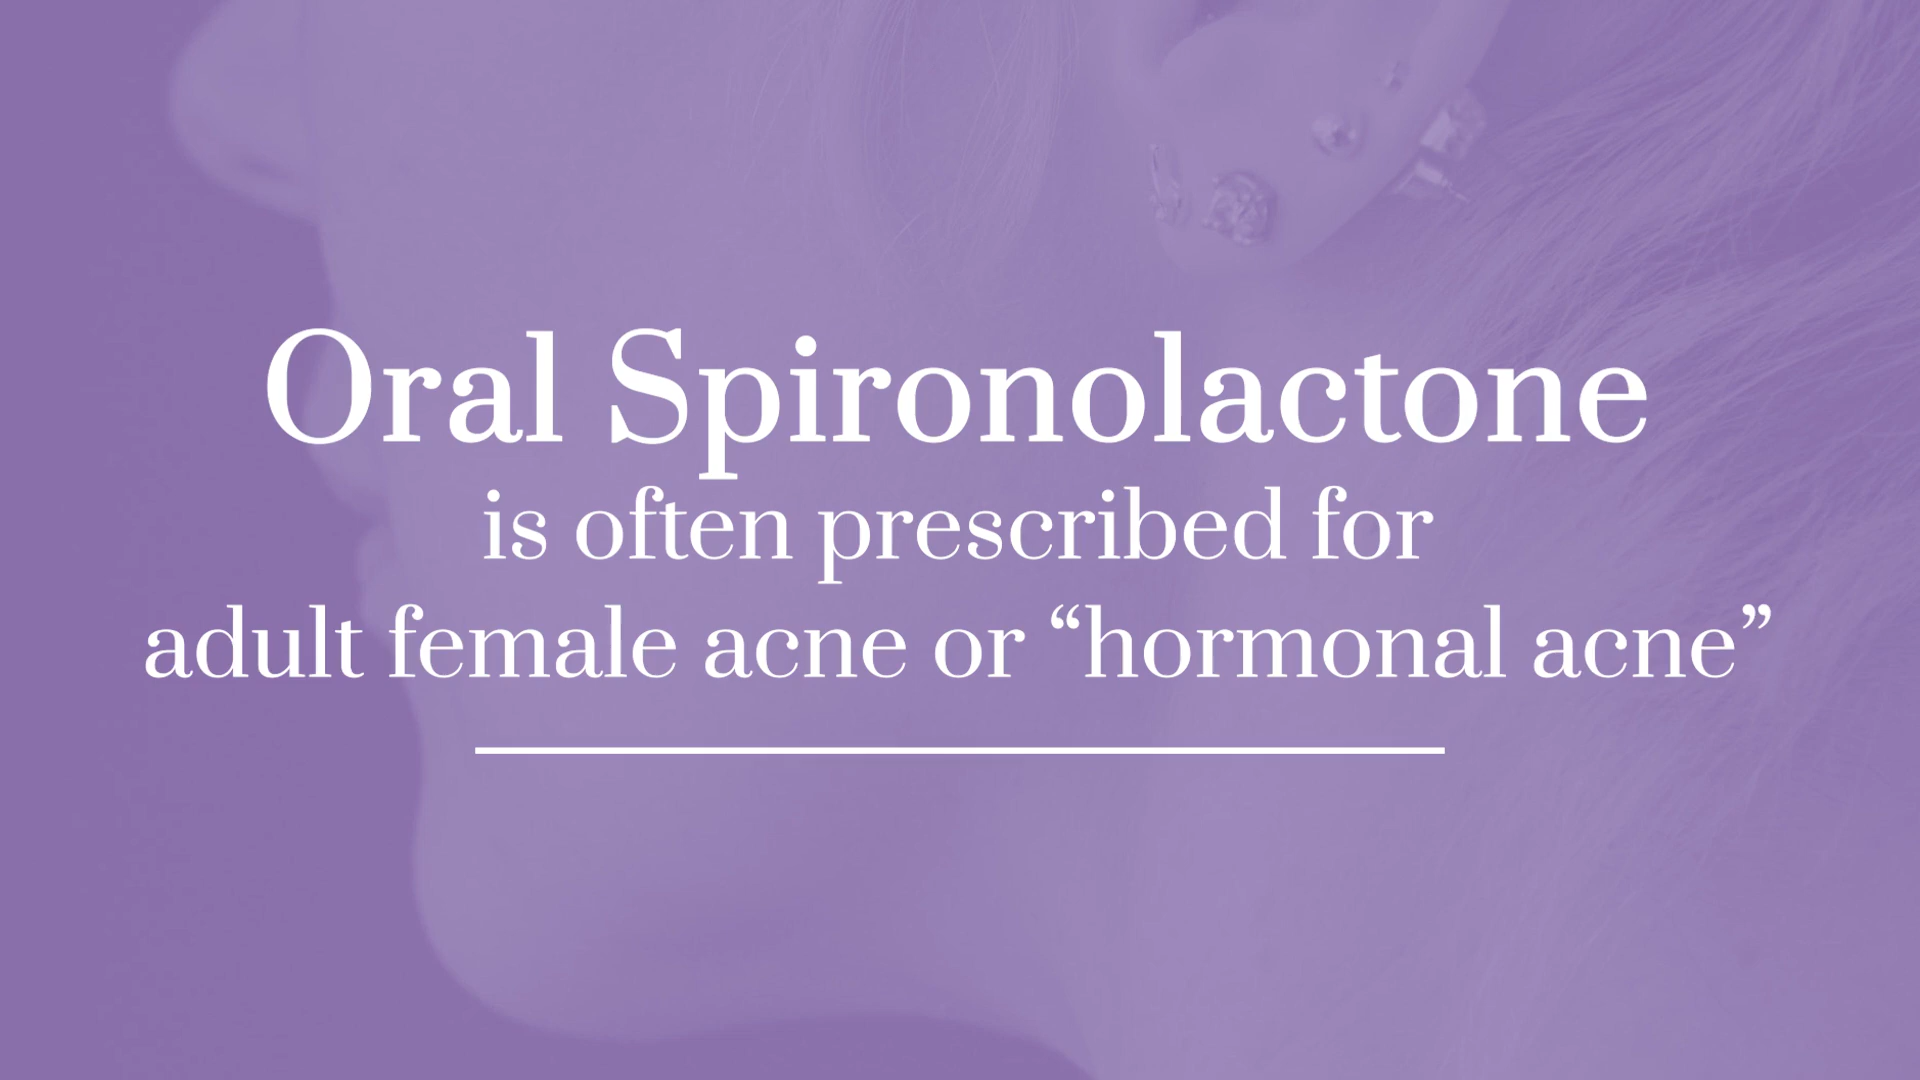 Oral Spironolactone
is often prescribed for
adult female acne or “hormonal acne”